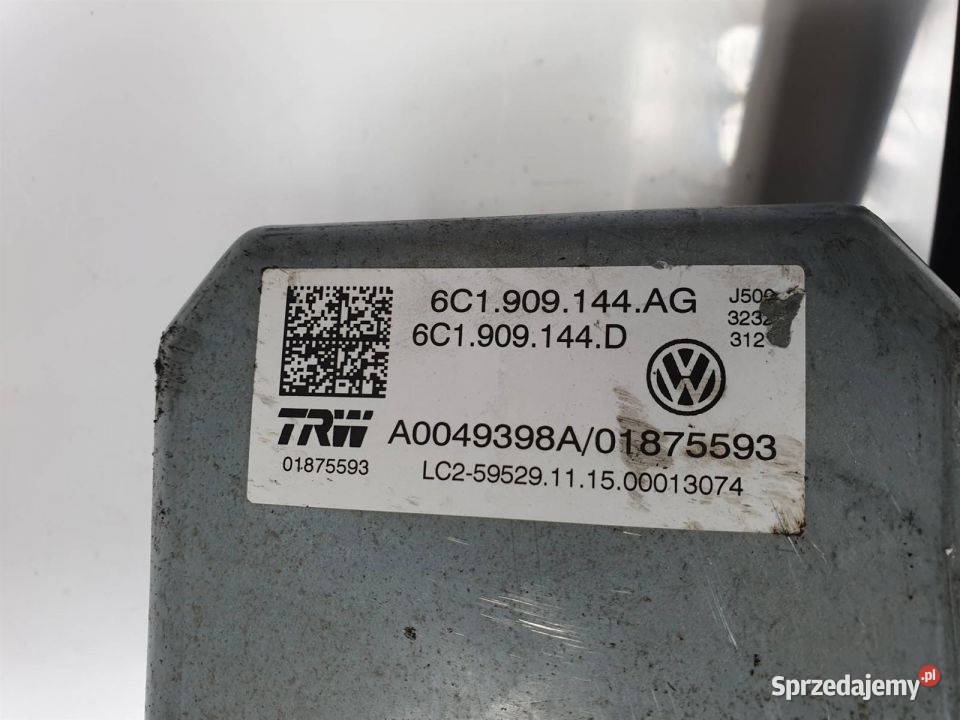 6C1.909.144.AG
6C1.909.144.D
312
TRW
A0049398A/01875593
01875593
LC2-59529.11.15.00013074
Sprzedajemy.pl